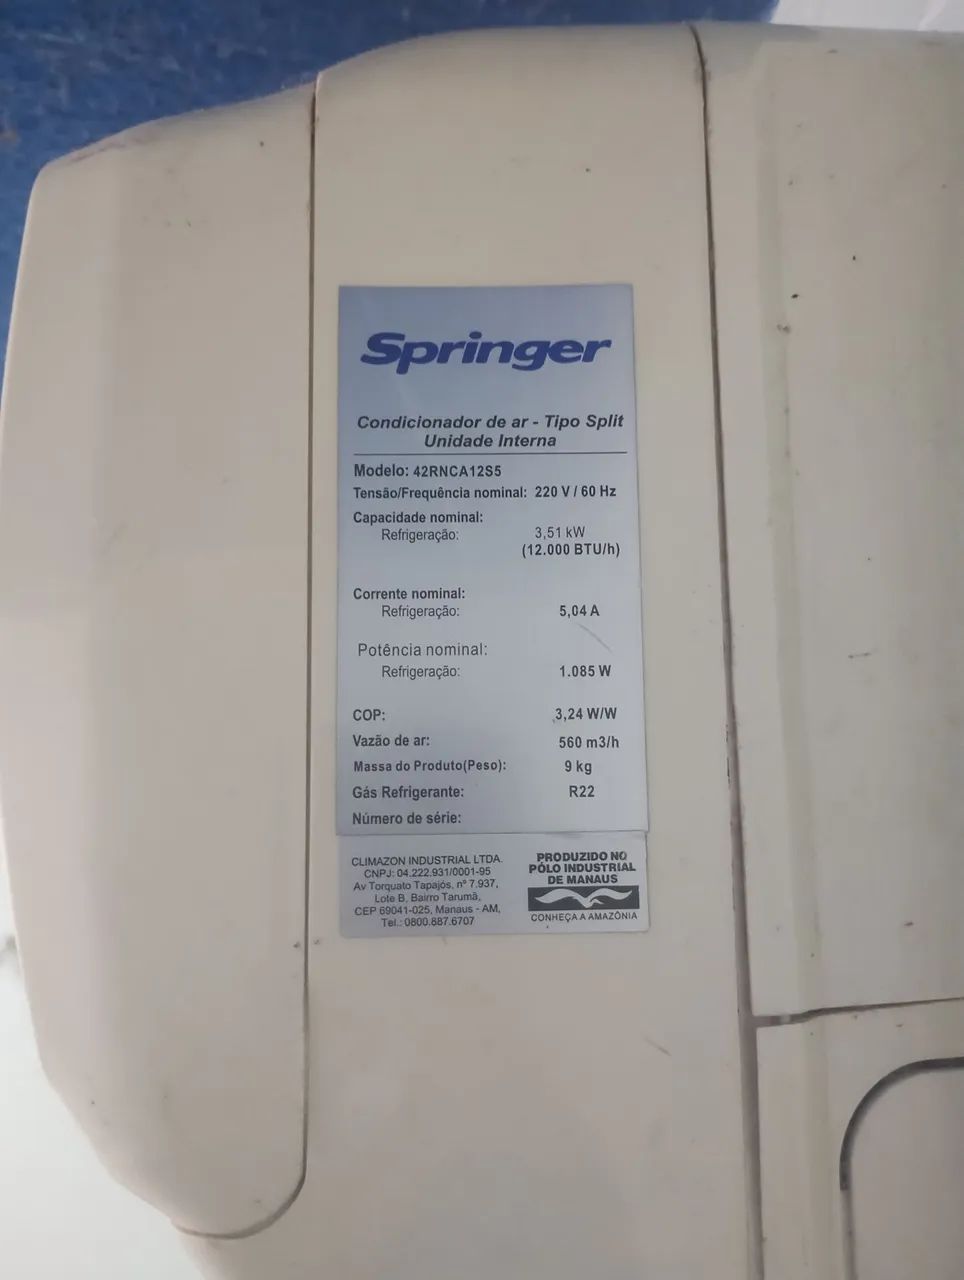 Springer
Condicionador de ar - Tipo Split
Unidade Interna
Modelo: 42RNCA12S5
Tensão/Frequência nominal: 220 V / 60 Hz
Capacidade nominal:
Refrigeração: 3,51 kW
(12.000 BTU/h)
Corrente nominal:
Refrigeração: 5,04 A
Potência nominal:
Refrigeração: 1.085 W
COP: 3,24 W/W
Vazão de ar: 560 m3/h
Massa do Produto(Peso): 9 kg
Gás Refrigerante: R22
Número de série:
CLIMAZON INDUSTRIAL LTDA.
CNPJ: 04.222.931/0001-95
Av Torquato Tapajós, nº 7.937,
Lote B, Bairro Tarumã,
CEP 69041-025, Manaus - AM,
Tel.: 0800.887.6707
PRODUZIDO NO
PÓLO INDUSTRIAL
DE MANAUS
CONHEÇA A AMAZÔNIA